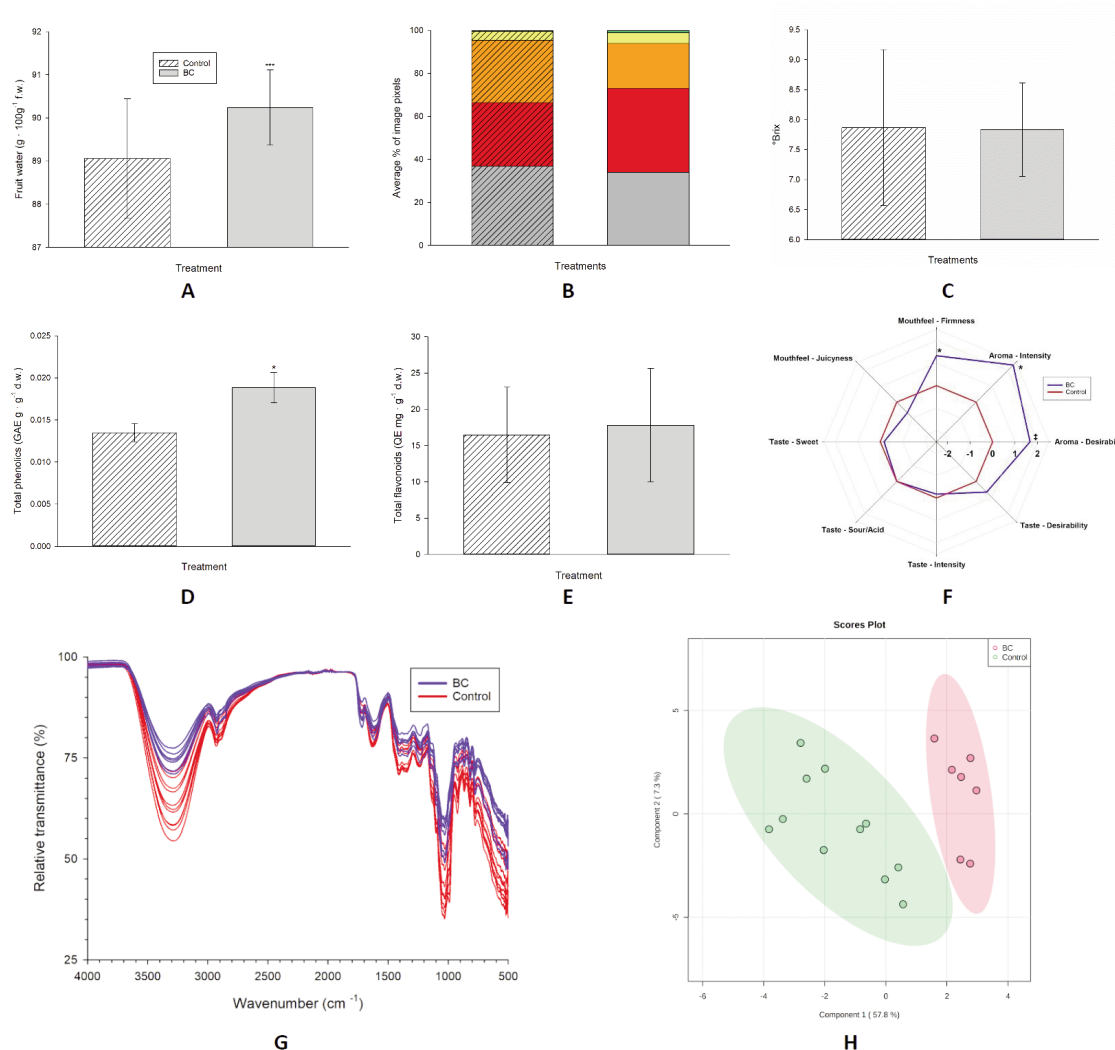 92
91
90
89
88
87
Fruit water (g · 100g-1 f.w.)
Control
BC
***
Treatment
A
100
80
60
40
20
0
Average % of image pixels
Treatments
B
9.5
9.0
8.5
8.0
7.5
7.0
6.5
6.0
°Brix
Treatments
C
0.025
0.020
0.015
0.010
0.005
0.000
Total phenolics (GAE g · g-1 d.w.)
*
Treatment
D
30
25
20
15
10
5
0
Total flavonoids (QE mg · g-1 d.w.)
Treatment
E
Mouthfeel - Firmness
Mouthfeel - Juicyness
Aroma - Intensity
*
*
BC
Control
Taste - Sweet
‡
Aroma - Desirabi
-2 -1 0 1 2
Taste - Sour/Acid
Taste - Desirability
Taste - Intensity
F
100
75
50
25
Relative transmittance (%)
BC
Control
4000 3500 3000 2500 2000 1500 1000 500
Wavenumber (cm -1)
G
Scores Plot
BC
Control
5
0
-5
Component 2 ( 7.3 %)
-6 -4 -2 0 2 4
Component 1 ( 57.8 %)
H